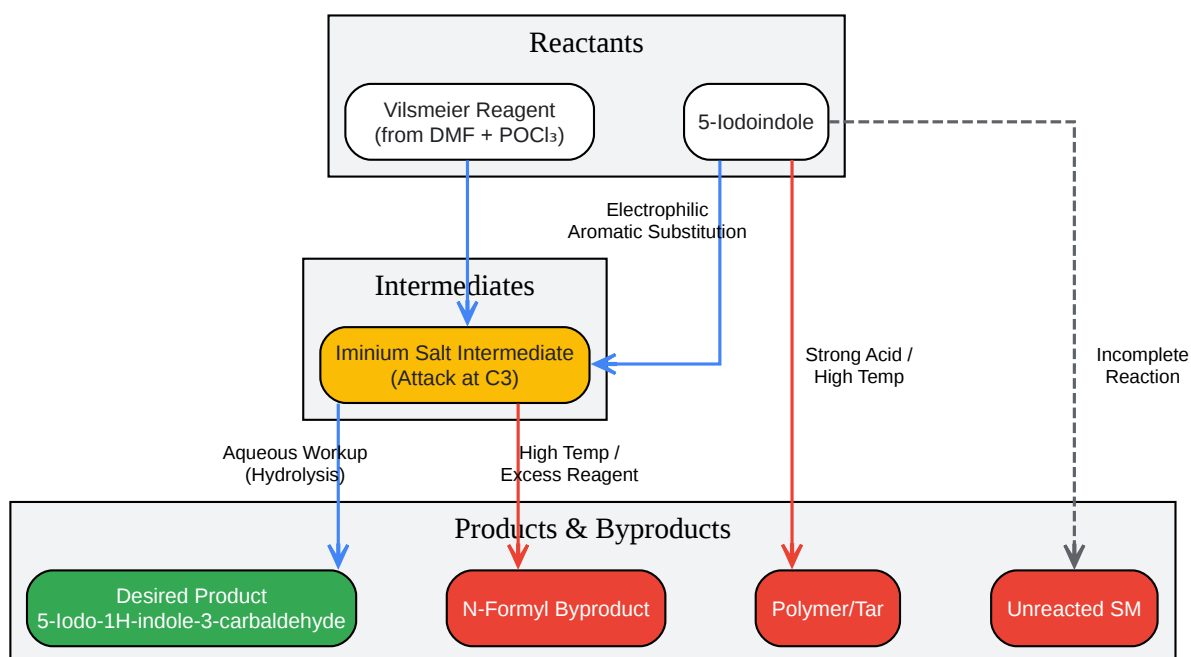 Reactants
Vilsmeier Reagent
(from DMF + POCl₃)
5-Iodoindole
Electrophilic
Aromatic Substitution
Intermediates
Iminium Salt Intermediate
(Attack at C3)
Strong Acid /
High Temp
Incomplete
Reaction
Aqueous Workup
(Hydrolysis)
High Temp /
Excess Reagent
Products & Byproducts
Desired Product
5-Iodo-1H-indole-3-carbaldehyde
N-Formyl Byproduct
Polymer/Tar
Unreacted SM